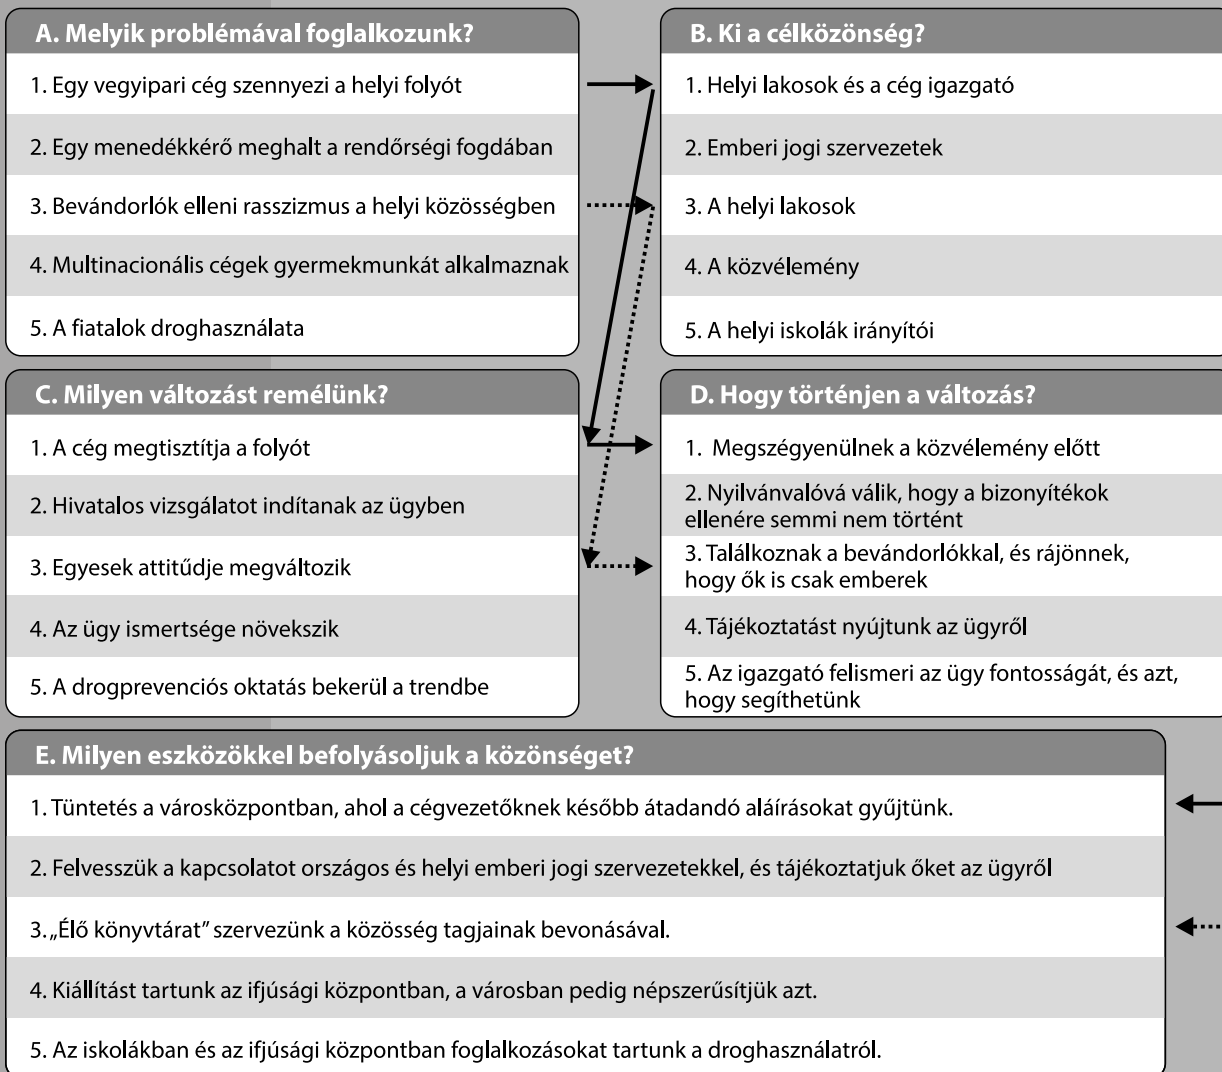 A. Melyik problémával foglalkozunk?
1. Egy vegyipari cég szennyezi a helyi folyót
2. Egy menedékkérő meghalt a rendőrségi fogdában
3. Bevándorlók elleni rasszizmus a helyi közösségben
4. Multinacionális cégek gyermekmunkát alkalmaznak
5. A fiatalok droghasználata
B. Ki a célközönség?
1. Helyi lakosok és a cég igazgató
2. Emberi jogi szervezetek
3. A helyi lakosok
4. A közvélemény
5. A helyi iskolák irányítói
C. Milyen változást remélünk?
1. A cég megtisztítja a folyót
2. Hivatalos vizsgálatot indítanak az ügyben
3. Egyesek attitűdje megváltozik
4. Az ügy ismertsége növekszik
5. A drogprevenciós oktatás bekerül a trendbe
D. Hogy történjen a változás?
1. Megszégyenülnek a közvélemény előtt
2. Nyilvánvalóvá válik, hogy a bizonyítékok
ellenére semmi nem történt
3. Találkoznak a bevándorlókkal, és rájönnek,
hogy ők is csak emberek
4. Tájékoztatást nyújtunk az ügyről
5. Az igazgató felismeri az ügy fontosságát, és azt,
hogy segíthetünk
E. Milyen eszközökkel befolyásoljuk a közönséget?
1. Tüntetés a városközpontban, ahol a cégvezetőknek később átadandó aláírásokat gyűjtünk.
2. Felvesszük a kapcsolatot országos és helyi emberi jogi szervezetekkel, és tájékoztatjuk őket az ügyről
3. „Élő könyvtárat” szervezünk a közösség tagjainak bevonásával.
4. Kiállítást tartunk az ifjúsági központban, a városban pedig népszerűsítjük azt.
5. Az iskolákban és az ifjúsági központban foglalkozásokat tartunk a droghasználatról.